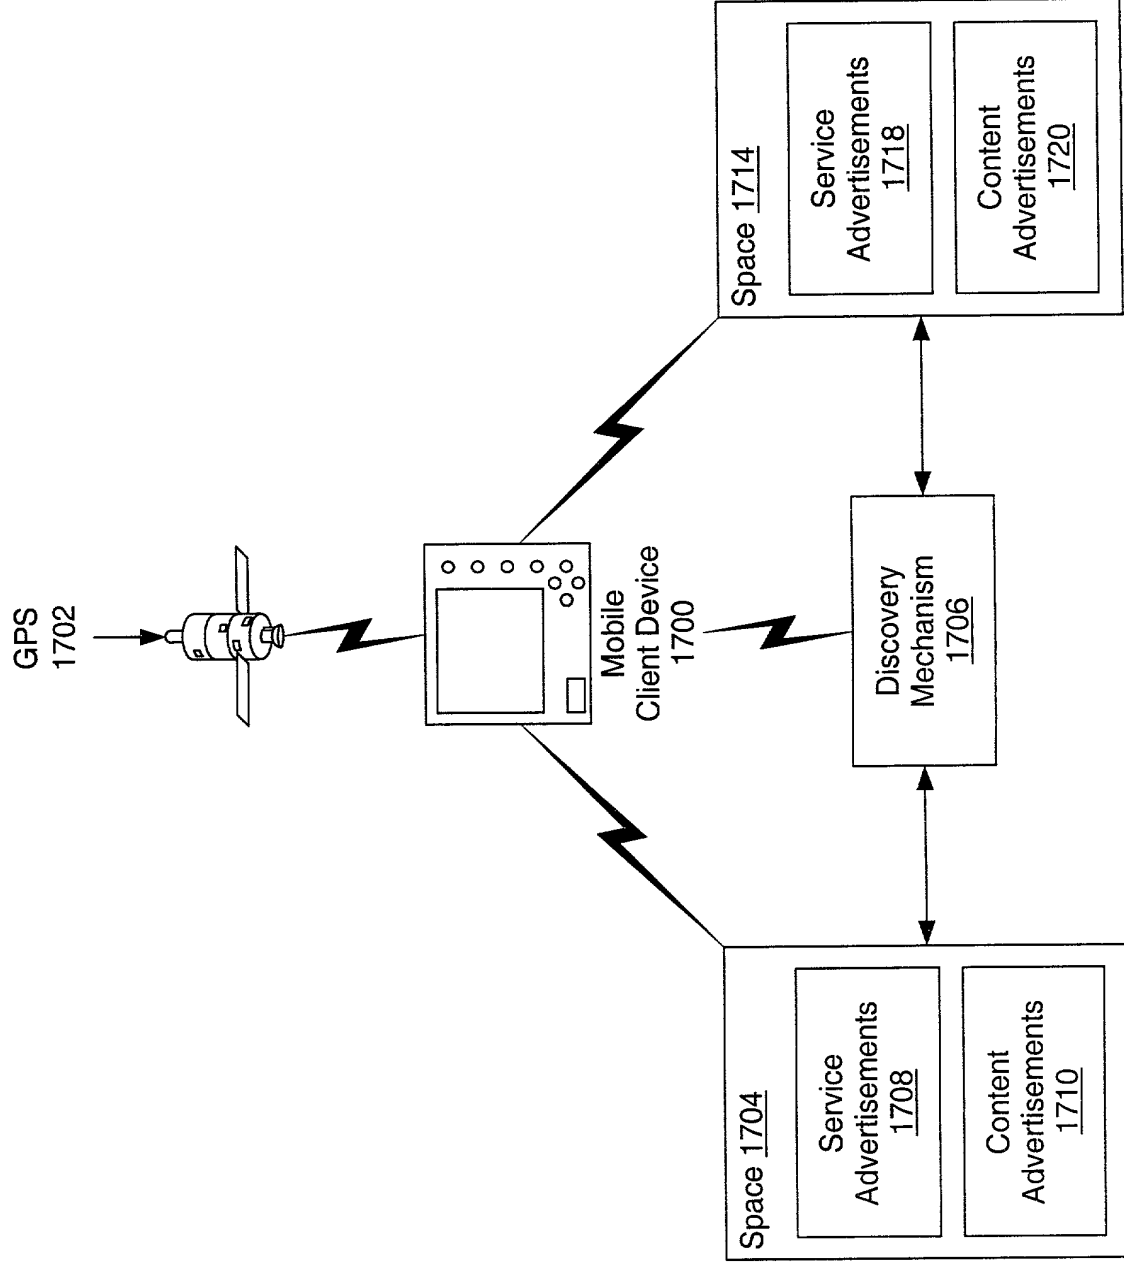 GPS
1702
Mobile
Client Device
1700
Discovery
Mechanism
1706
Space 1704
Service
Advertisements
1708
Content
Advertisements
1710
Space 1714
Service
Advertisements
1718
Content
Advertisements
1720